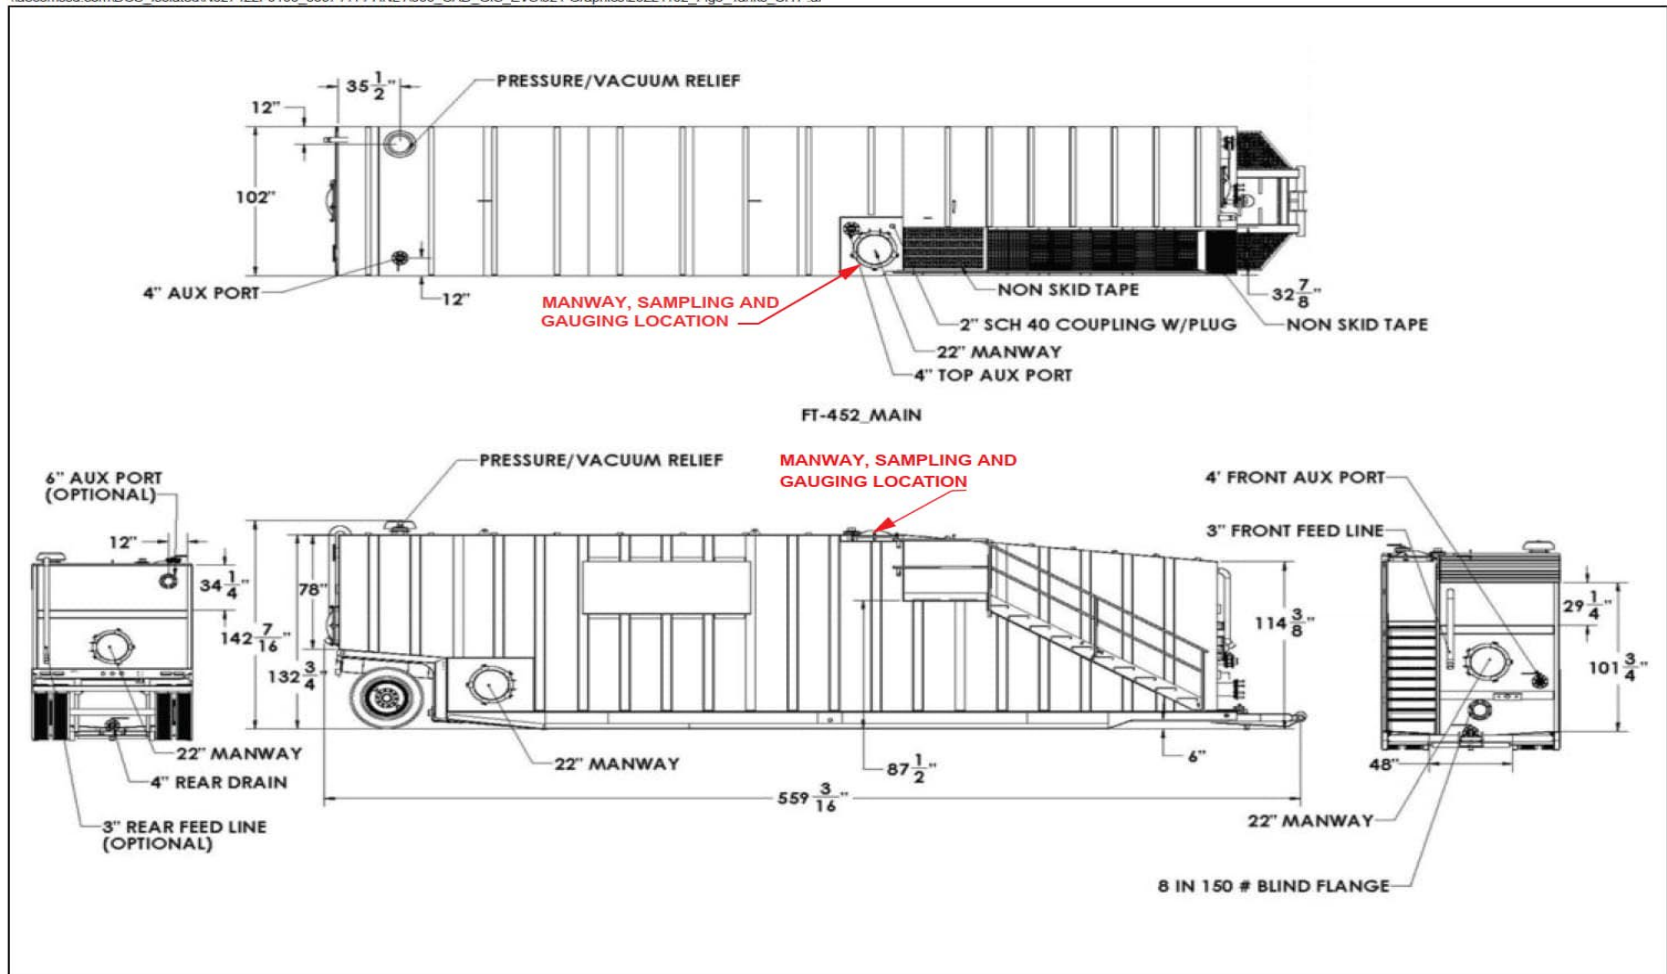 35 1/2"
PRESSURE/VACUUM RELIEF
12"
102"
4" AUX PORT
12"
MANWAY, SAMPLING AND
GAUGING LOCATION
NON SKID TAPE
32 7/8"
2" SCH 40 COUPLING W/PLUG
NON SKID TAPE
22" MANWAY
4" TOP AUX PORT
FT-452_MAIN
6" AUX PORT
(OPTIONAL)
12"
34 1/4"
22" MANWAY
4" REAR DRAIN
3" REAR FEED LINE
(OPTIONAL)
PRESSURE/VACUUM RELIEF
MANWAY, SAMPLING AND
GAUGING LOCATION
78"
142 7/16"
132 3/4"
114 3/8"
22" MANWAY
87 1/2"
6"
559 3/16"
4' FRONT AUX PORT
3" FRONT FEED LINE
29 1/4"
101 3/4"
48"
22" MANWAY
8 IN 150 # BLIND FLANGE